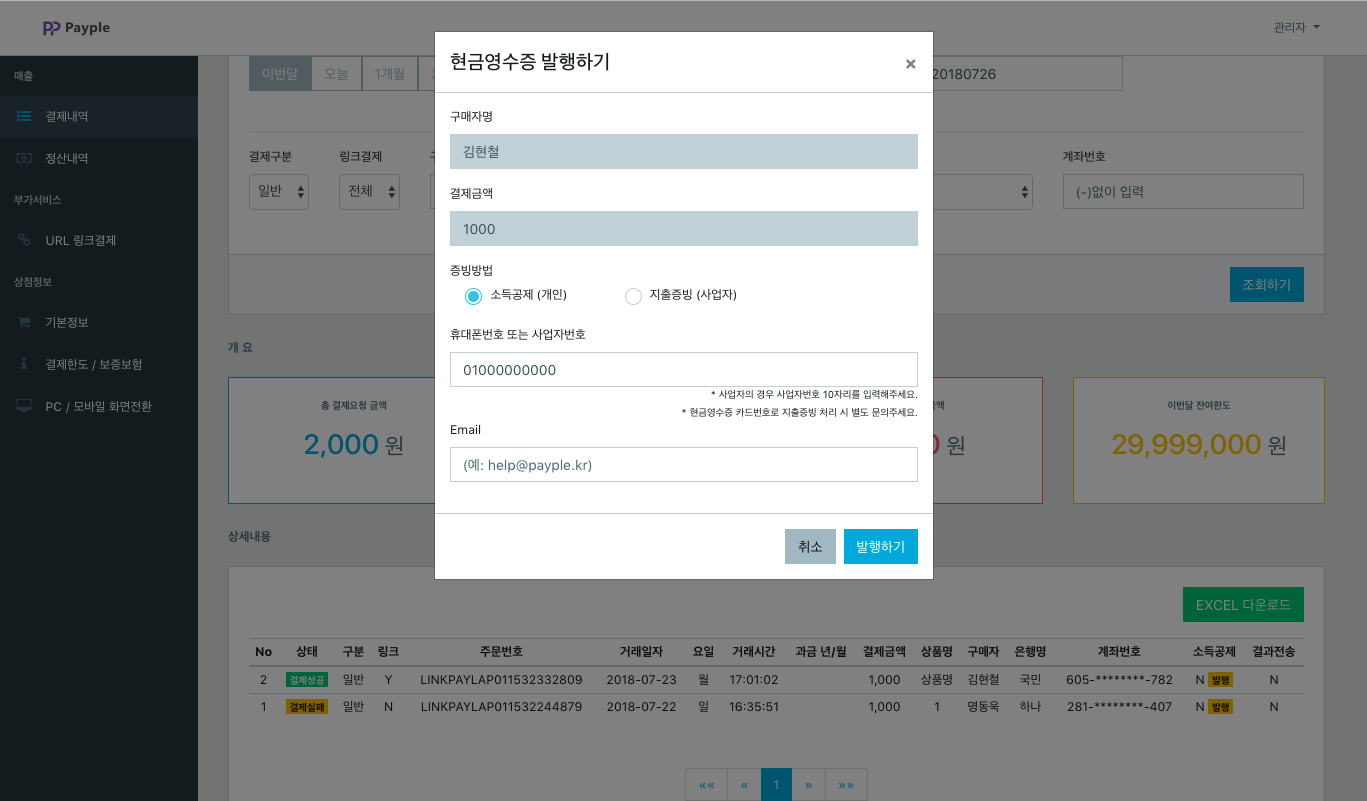 Payple
관리자
매출
결제내역
정산내역
부가서비스
URL 링크결제
상점정보
기본정보
결제한도 / 보증보험
PC / 모바일 화면전환
이번달 오늘 1개월
20180726
결제구분 링크결제 계좌번호
일반 전체 (-)없이 입력
조회하기
현금영수증 발행하기
×
구매자명
김현철
결제금액
1000
증빙방법
소득공제 (개인) 지출증빙 (사업자)
휴대폰번호 또는 사업자번호
01000000000
* 사업자의 경우 사업자번호 10자리를 입력해주세요.
* 현금영수증 카드번호로 지출증빙 처리 시 별도 문의주세요.
Email
(예: help@payple.kr)
취소 발행하기
개 요
총 결제요청 금액
2,000 원
원
이번달 잔여한도
29,999,000 원
상세내용
EXCEL 다운로드
No 상태 구분 링크 주문번호 거래일자 요일 거래시간 과금 년/월 결제금액 상품명 구매자 은행명 계좌번호 소득공제 결과전송
2 결제성공 일반 Y LINKPAYLAP011532332809 2018-07-23 월 17:01:02 1,000 상품명 김현철 국민 605-********-782 N 발행 N
1 결제실패 일반 N LINKPAYLAP011532244879 2018-07-22 일 16:35:51 1,000 1 명동욱 하나 281-********-407 N 발행 N
«« « 1 » »»